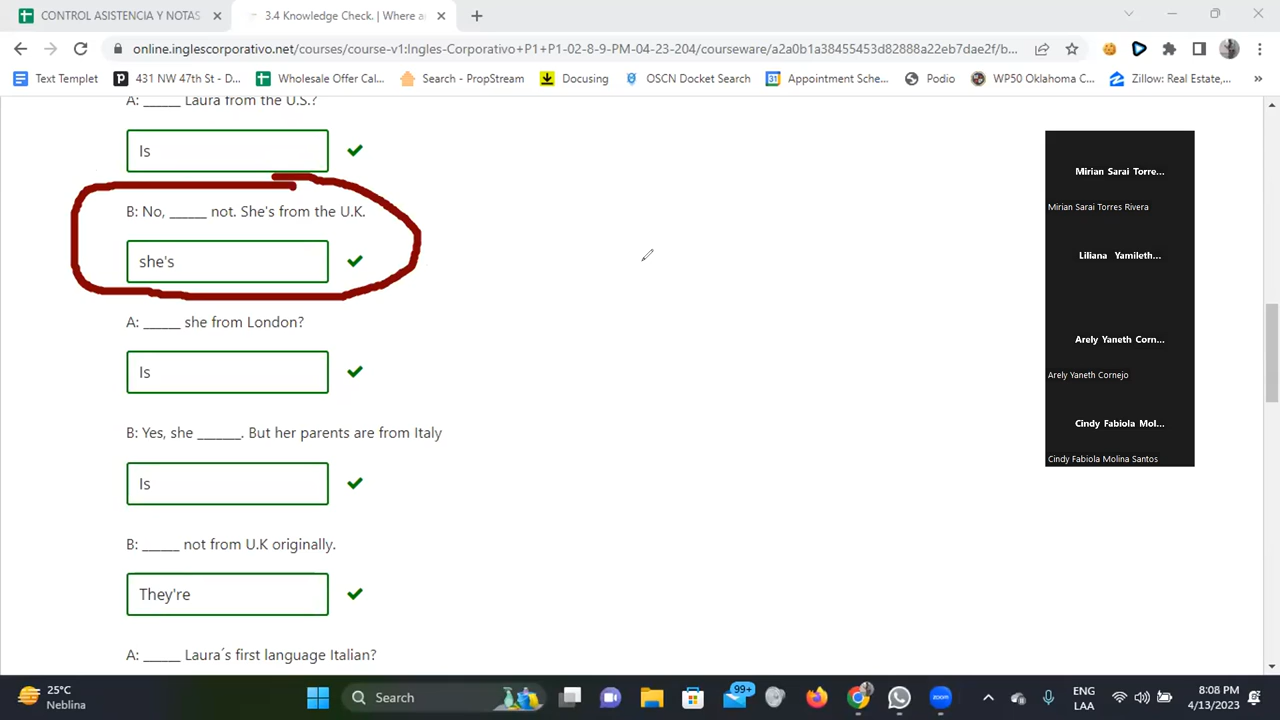 CONTROL ASISTENCIA Y NOTAS
3.4 Knowledge Check. | Where a
online.inglescorporativo.net/courses/course-v1:Ingles-Corporativo+P1+P1-02-8-9-PM-04-23-204/courseware/a2a0b1a38455453d82888a22eb7dae2f/b...
Text Templet
431 NW 47th St - D...
Wholesale Offer Cal...
Search - PropStream
Docusing
OSCN Docket Search
Appointment Sche...
Podio
WP50 Oklahoma C...
Zillow: Real Estate,...
»
A: ______ Laura from the U.S.?
Is
B: No, ______ not. She's from the U.K.
she's
A: ______ she from London?
Is
B: Yes, she _______. But her parents are from Italy
Is
B: ______ not from U.K originally.
They're
A: ______ Laura´s first language Italian?
Mirian Sarai Torre...
Mirian Sarai Torres Rivera
Liliana Yamileth...
Arely Yaneth Corn...
Arely Yaneth Cornejo
Cindy Fabiola Mol...
Cindy Fabiola Molina Santos
25°C
Neblina
Search
99+
zoom
ENG
LAA
8:08 PM
4/13/2023